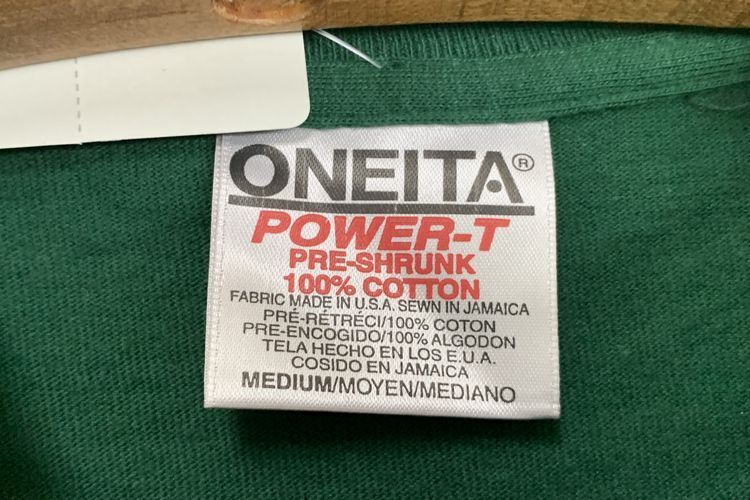 ONEITA®
POWER-T
PRE-SHRUNK
100% COTTON
FABRIC MADE IN U.S.A. SEWN IN JAMAICA
PRÉ-RÉTRÉCI/100% COTON
PRE-ENCOGIDO/100% ALGODON
TELA HECHO EN LOS E.U.A.
COSIDO EN JAMAICA
MEDIUM/MOYEN/MEDIANO